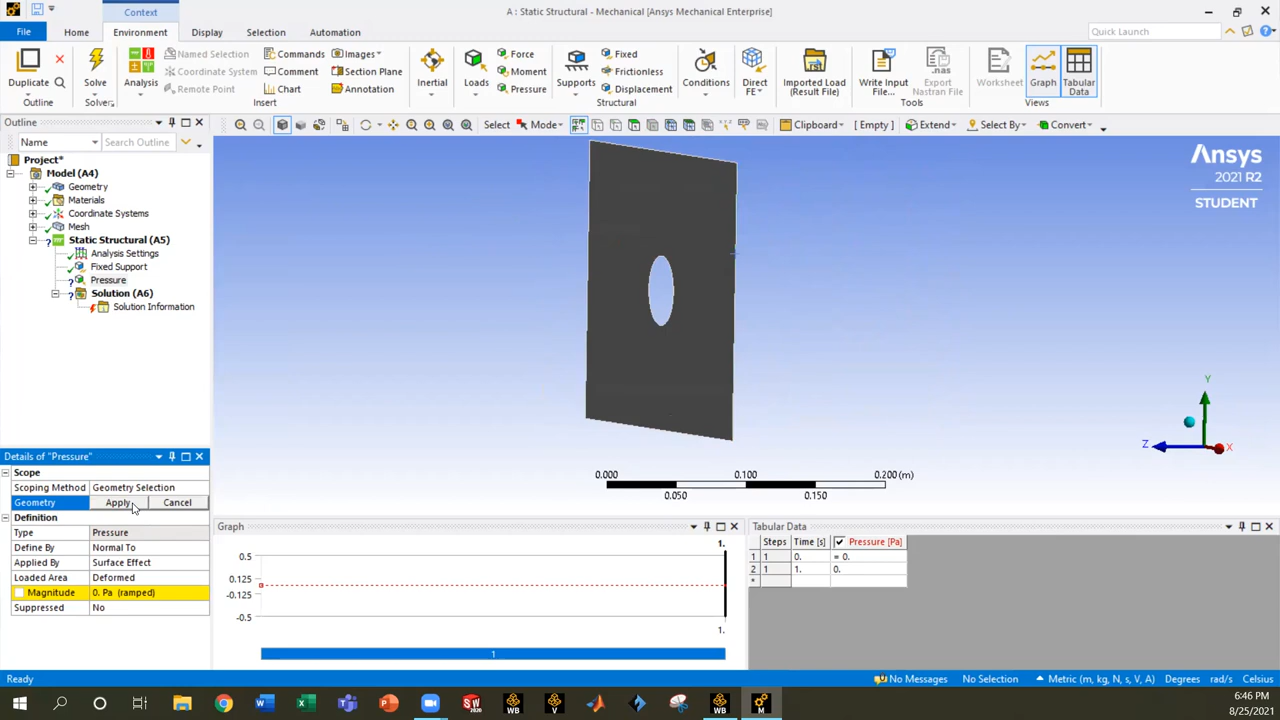 Context
A : Static Structural - Mechanical [Ansys Mechanical Enterprise]
File Home Environment Display Selection Automation
Quick Launch
Duplicate
Outline
Solve
Solvers
Analysis
Named Selection Commands Images
Coordinate System Comment Section Plane
Remote Point Chart Annotation
Insert
Inertial
Loads
Force
Moment
Pressure
Supports
Fixed
Frictionless
Displacement
Structural
Conditions
Direct FE
Imported Load (Result File)
Write Input File...
Export Nastran File
.nas
Tools
Worksheet
Graph
Tabular Data
Views
Outline
Select Mode
Clipboard [ Empty ] Extend Select By Convert
Name Search Outline
Project*
Model (A4)
Geometry
Materials
Coordinate Systems
Mesh
Static Structural (A5)
Analysis Settings
Fixed Support
Pressure
Solution (A6)
Solution Information
Ansys
2021 R2
STUDENT
Y
Z
X
0.000 0.100 0.200 (m)
0.050 0.150
Details of "Pressure"
Scope
Scoping Method Geometry Selection
Geometry Apply Cancel
Definition
Type Pressure
Define By Normal To
Applied By Surface Effect
Loaded Area Deformed
Magnitude 0. Pa (ramped)
Suppressed No
Graph
1.
0.5
0.125
-0.125
-0.5
1.
1
Tabular Data
Steps Time [s] Pressure [Pa]
1 1 0. = 0.
2 1 1. 0.
*
Ready
No Messages No Selection Metric (m, kg, N, s, V, A) Degrees rad/s Celsius
6:46 PM
8/25/2021